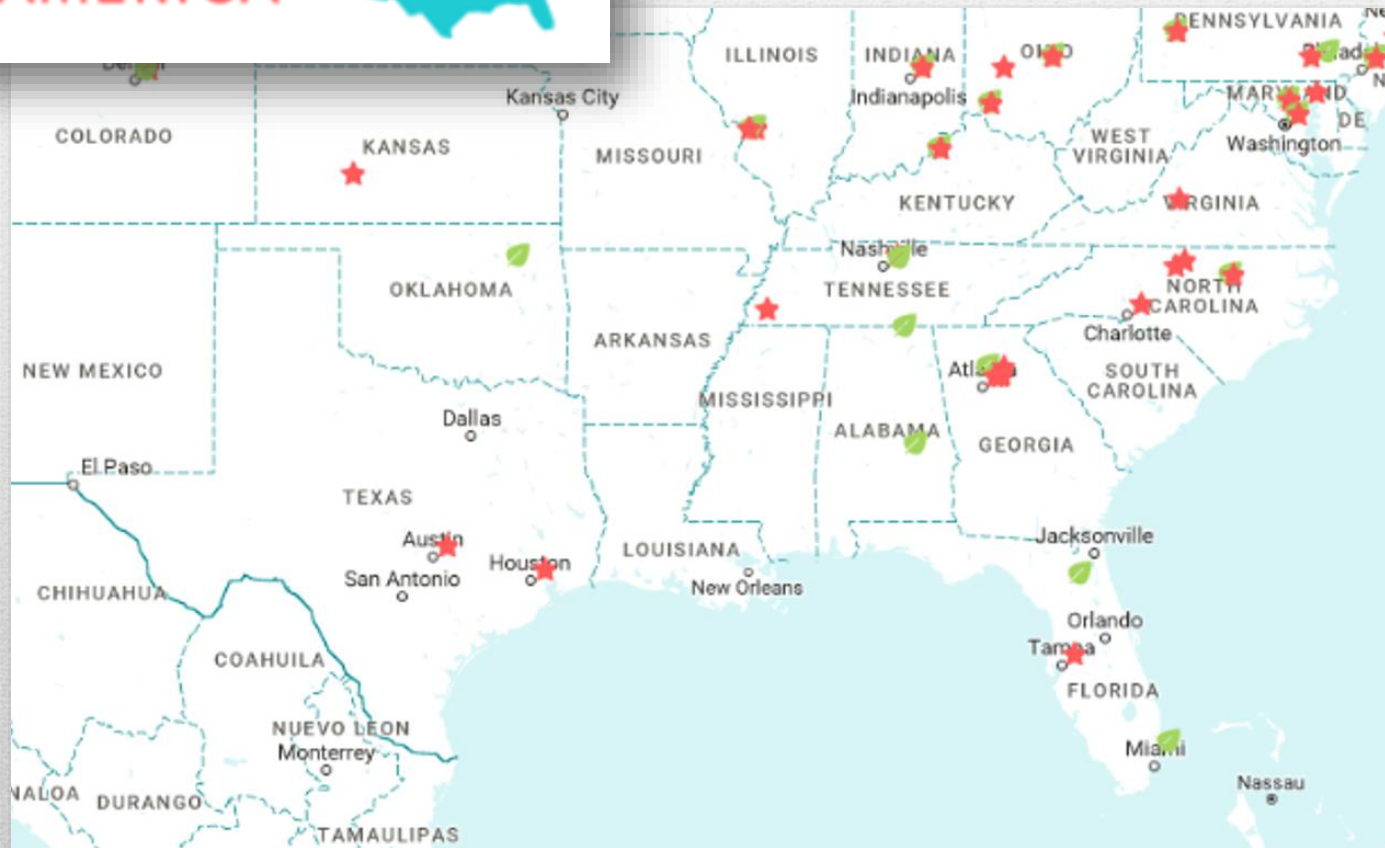 AMERICA
PENNSYLVANIA
ILLINOIS
INDIANA
OHIO
Kansas City
Indianapolis
MARYLAND
DE
COLORADO
KANSAS
MISSOURI
WEST
VIRGINIA
Washington
KENTUCKY
VIRGINIA
Nashville
OKLAHOMA
TENNESSEE
NORTH
CAROLINA
Charlotte
ARKANSAS
NEW MEXICO
Atlanta
SOUTH
CAROLINA
MISSISSIPPI
Dallas
ALABAMA
GEORGIA
El Paso
TEXAS
Austin
Houston
LOUISIANA
Jacksonville
San Antonio
New Orleans
CHIHUAHUA
Orlando
Tampa
COAHUILA
FLORIDA
NUEVO LEON
Monterrey
Miami
Nassau
NALOA
DURANGO
TAMAULIPAS